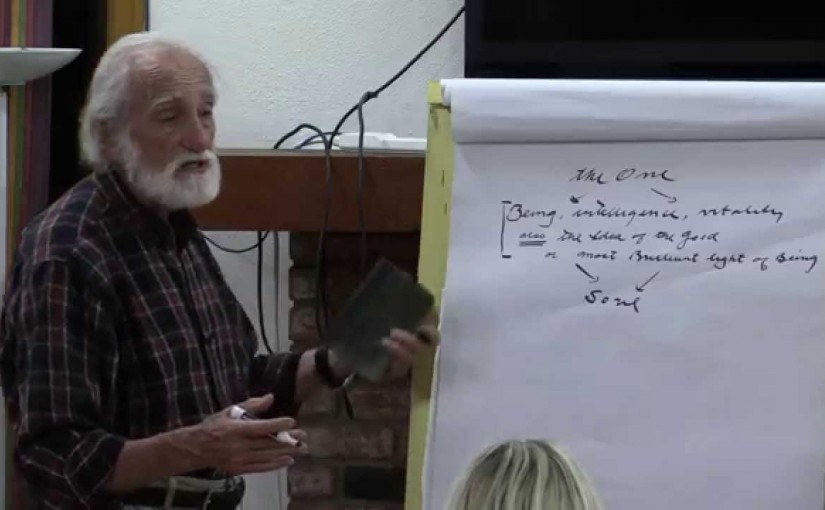 the One
Being, intelligence, vitality
also the Idea of the Good
or most Brilliant light of Being
Soul